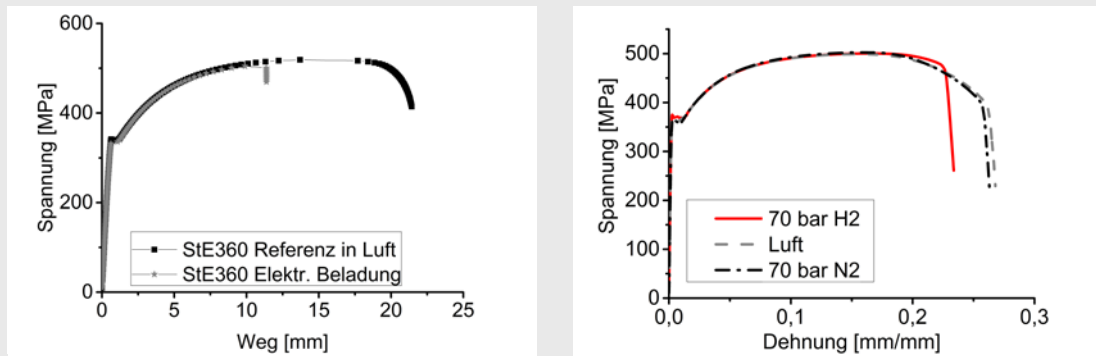 600
400
200
0
Spannung [MPa]
StE360 Referenz in Luft
StE360 Elektr. Beladung
0 5 10 15 20 25
Weg [mm]
500
400
300
200
100
0
Spannung [MPa]
70 bar H2
Luft
70 bar N2
0,0 0,1 0,2 0,3
Dehnung [mm/mm]